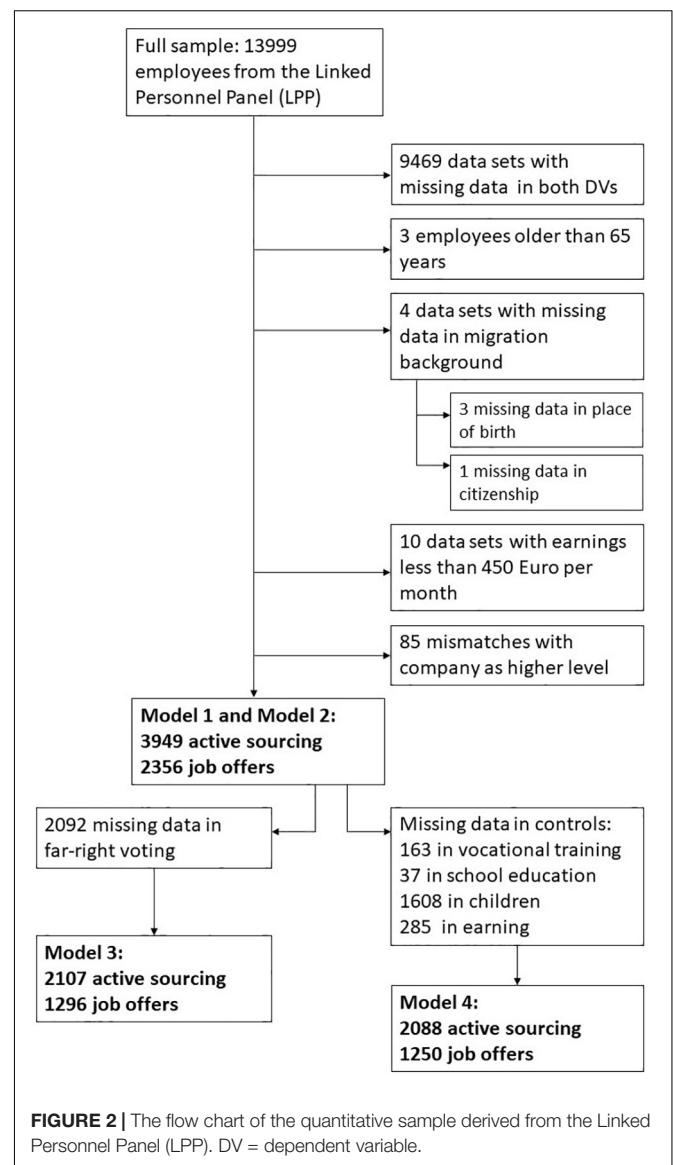 Full sample: 13999
employees from the Linked
Personnel Panel (LPP)
9469 data sets with
missing data in both DVs
3 employees older than 65
years
4 data sets with missing
data in migration
background
3 missing data in place
of birth
1 missing data in
citizenship
10 data sets with earnings
less than 450 Euro per
month
85 mismatches with
company as higher level
Model 1 and Model 2:
3949 active sourcing
2356 job offers
2092 missing data in
far-right voting
Missing data in controls:
163 in vocational training
37 in school education
1608 in children
285 in earning
Model 3:
2107 active sourcing
1296 job offers
Model 4:
2088 active sourcing
1250 job offers
FIGURE 2 | The flow chart of the quantitative sample derived from the Linked
Personnel Panel (LPP). DV = dependent variable.